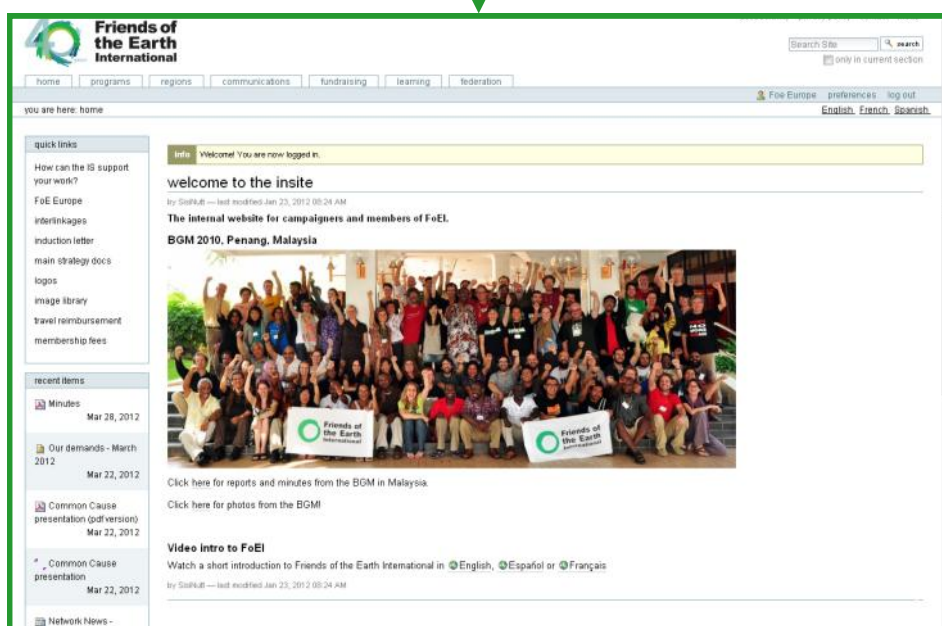 40 Friends of
the Earth
International
Search Site search
only in current section
home programs regions communications fundraising learning federation
Foe Europe preferences log out
you are here: home English French Spanish
quick links
How can the IS support
your work?
FoE Europe
interlinkages
induction letter
main strategy docs
logos
image library
travel reimbursement
membership fees
recent items
Minutes
Mar 28, 2012
Our demands - March
2012
Mar 22, 2012
Common Cause
presentation (pdf version)
Mar 22, 2012
Common Cause
presentation
Mar 22, 2012
Network News -
Info Welcome! You are now logged in.
welcome to the insite
by — last modified Jan 23, 2012 08:24 AM
The internal website for campaigners and members of FoEI.
BGM 2010, Penang, Malaysia
Friends of
the Earth
International
Friends of
the Earth
International
Click here for reports and minutes from the BGM in Malaysia.
Click here for photos from the BGM!
Video intro to FoEI
Watch a short introduction to Friends of the Earth International in English, Español or Français
by — last modified Jan 23, 2012 08:24 AM